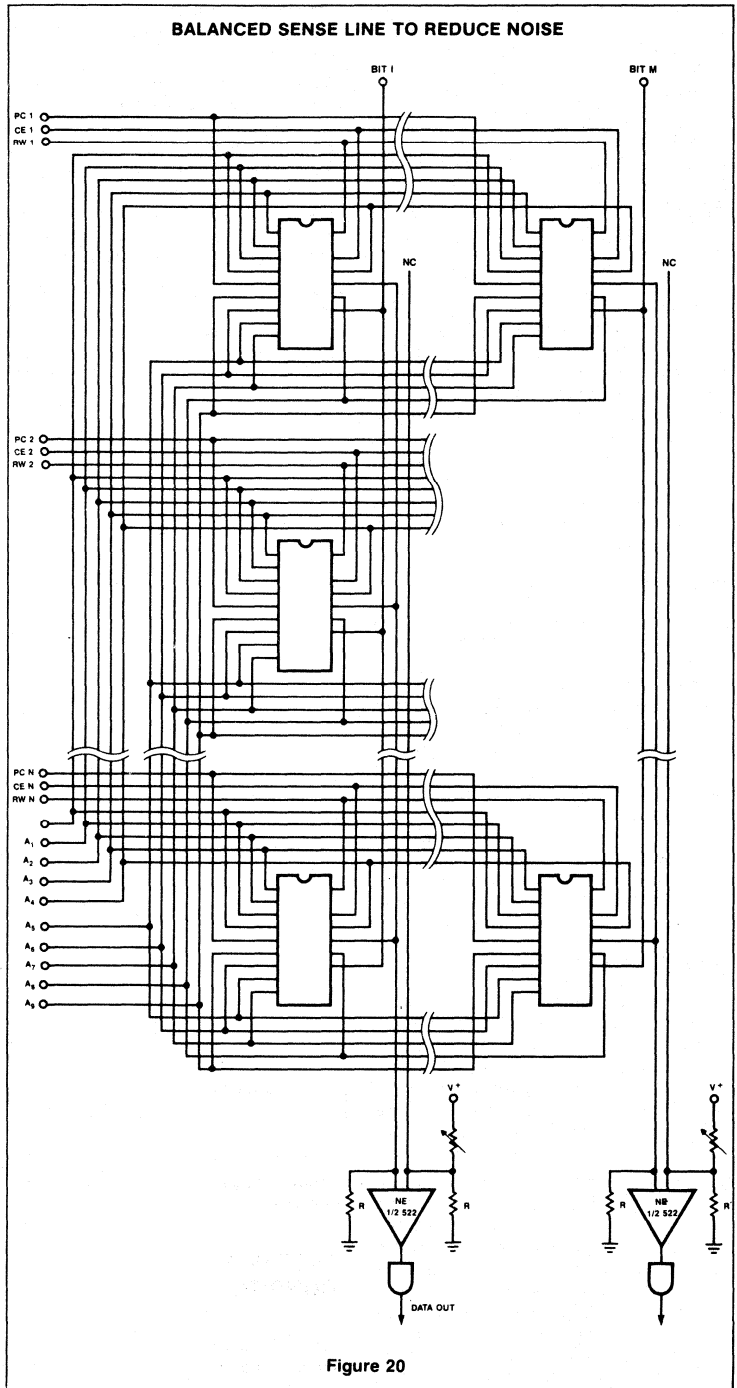 BALANCED SENSE LINE TO REDUCE NOISE
BIT I
BIT M
PC 1
CE 1
RW 1
NC
NC
PC 2
CE 2
RW 2
PC N
CE N
RW N
A1
A2
A3
A4
A5
A6
A7
A8
A9
V+
V+
R
NE
1/2 522
R
R
NE
1/2 522
R
DATA OUT
Figure 20